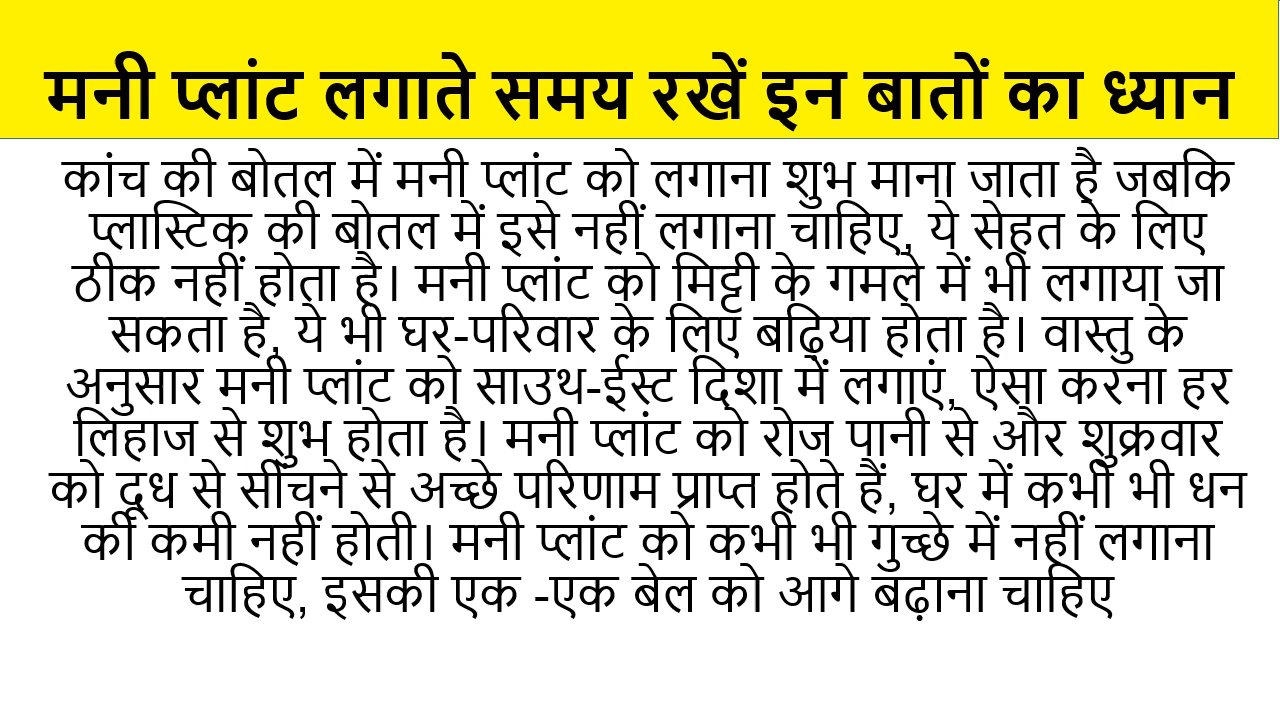 मनी प्लांट लगाते समय रखें इन बातों का ध्यान
कांच की बोतल में मनी प्लांट को लगाना शुभ माना जाता है जबकि
प्लास्टिक की बोतल में इसे नहीं लगाना चाहिए, ये सेहत के लिए
ठीक नहीं होता है। मनी प्लांट को मिट्टी के गमले में भी लगाया जा
सकता है, ये भी घर-परिवार के लिए बढ़िया होता है। वास्तु के
अनुसार मनी प्लांट को साउथ-ईस्ट दिशा में लगाएं, ऐसा करना हर
लिहाज से शुभ होता है। मनी प्लांट को रोज पानी से और शुक्रवार
को दूध से सींचने से अच्छे परिणाम प्राप्त होते हैं, घर में कभी भी धन
की कमी नहीं होती। मनी प्लांट को कभी भी गुच्छे में नहीं लगाना
चाहिए, इसकी एक -एक बेल को आगे बढ़ाना चाहिए